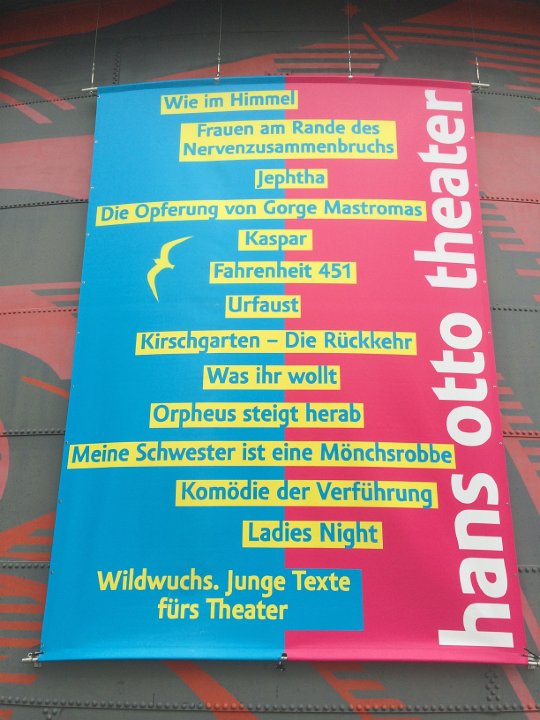 Wie im Himmel
Frauen am Rande des
Nervenzusammenbruchs
Jephtha
Die Opferung von Gorge Mastromas
Kaspar
Fahrenheit 451
Urfaust
Kirschgarten – Die Rückkehr
Was ihr wollt
Orpheus steigt herab
Meine Schwester ist eine Mönchsrobbe
Komödie der Verführung
Ladies Night
Wildwuchs. Junge Texte
fürs Theater
hans otto theater